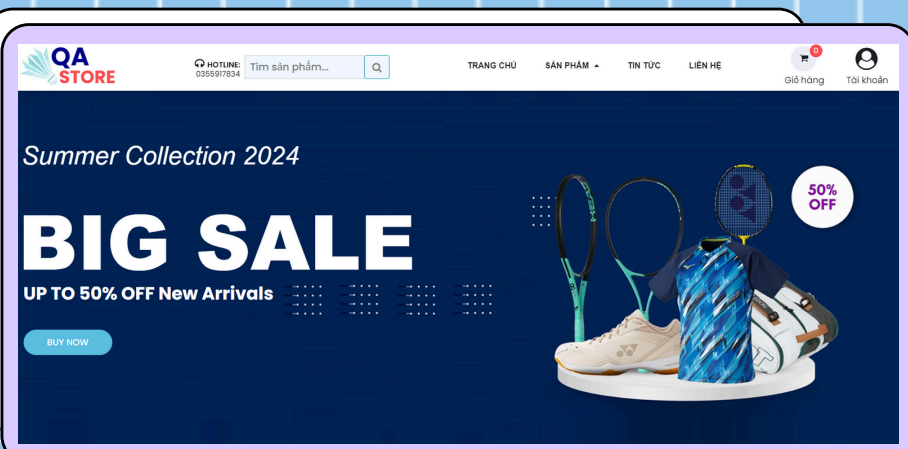 QA
STORE
HOTLINE:
0355917834
Tìm sản phẩm...
TRANG CHỦ
SẢN PHẨM
TIN TỨC
LIÊN HỆ
0
Giỏ hàng
Tài khoản
Summer Collection 2024
BIG SALE
UP TO 50% OFF New Arrivals
BUY NOW
50%
OFF
HEAD